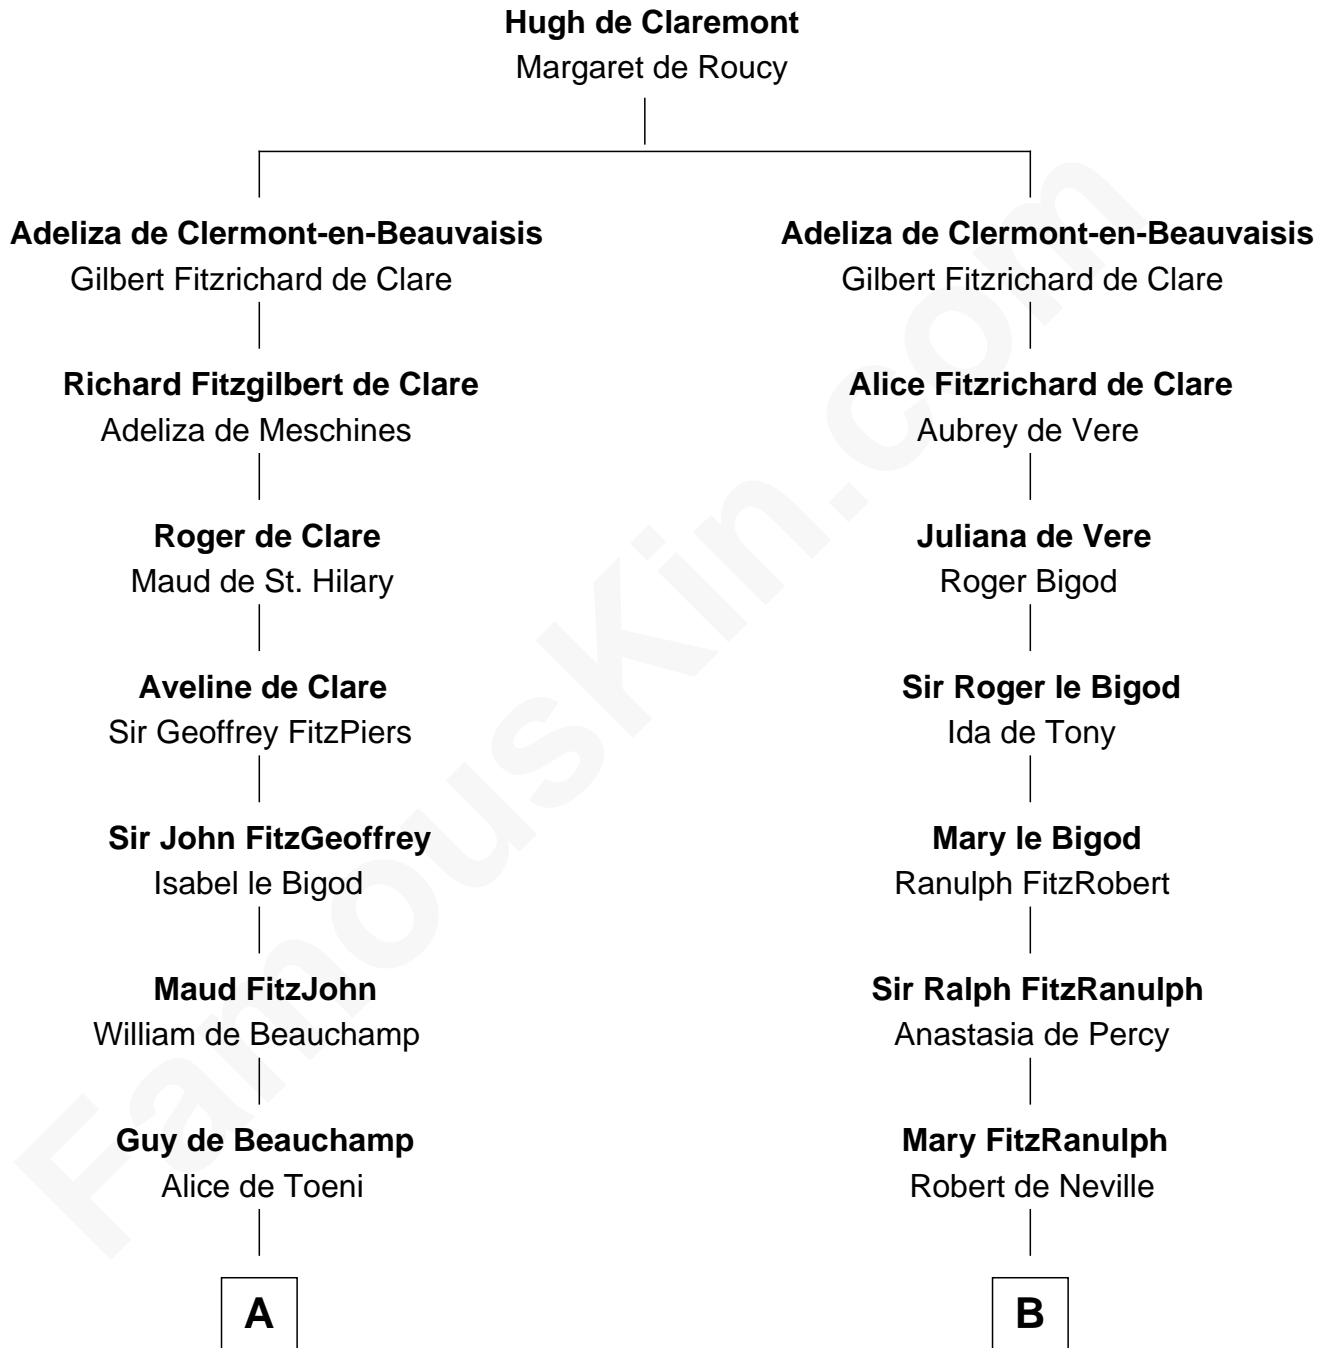 Hugh de Claremont
Margaret de Roucy
Adeliza de Clermont-en-Beauvaisis
Gilbert Fitzrichard de Clare
Richard Fitzgilbert de Clare
Adeliza de Meschines
Roger de Clare
Maud de St. Hilary
Aveline de Clare
Sir Geoffrey FitzPiers
Sir John FitzGeoffrey
Isabel le Bigod
Maud FitzJohn
William de Beauchamp
Guy de Beauchamp
Alice de Toeni
A
Adeliza de Clermont-en-Beauvaisis
Gilbert Fitzrichard de Clare
Alice Fitzrichard de Clare
Aubrey de Vere
Juliana de Vere
Roger Bigod
Sir Roger le Bigod
Ida de Tony
Mary le Bigod
Ranulph FitzRobert
Sir Ralph FitzRanulph
Anastasia de Percy
Mary FitzRanulph
Robert de Neville
B
FamousKin.com